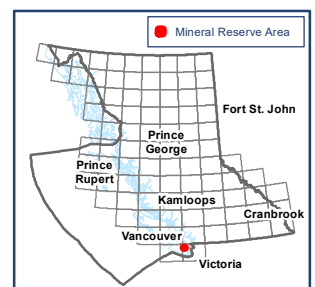 Mineral Reserve Area
Fort St. John
Prince
George
Prince
Rupert
Kamloops
Cranbrook
Vancouver
Victoria